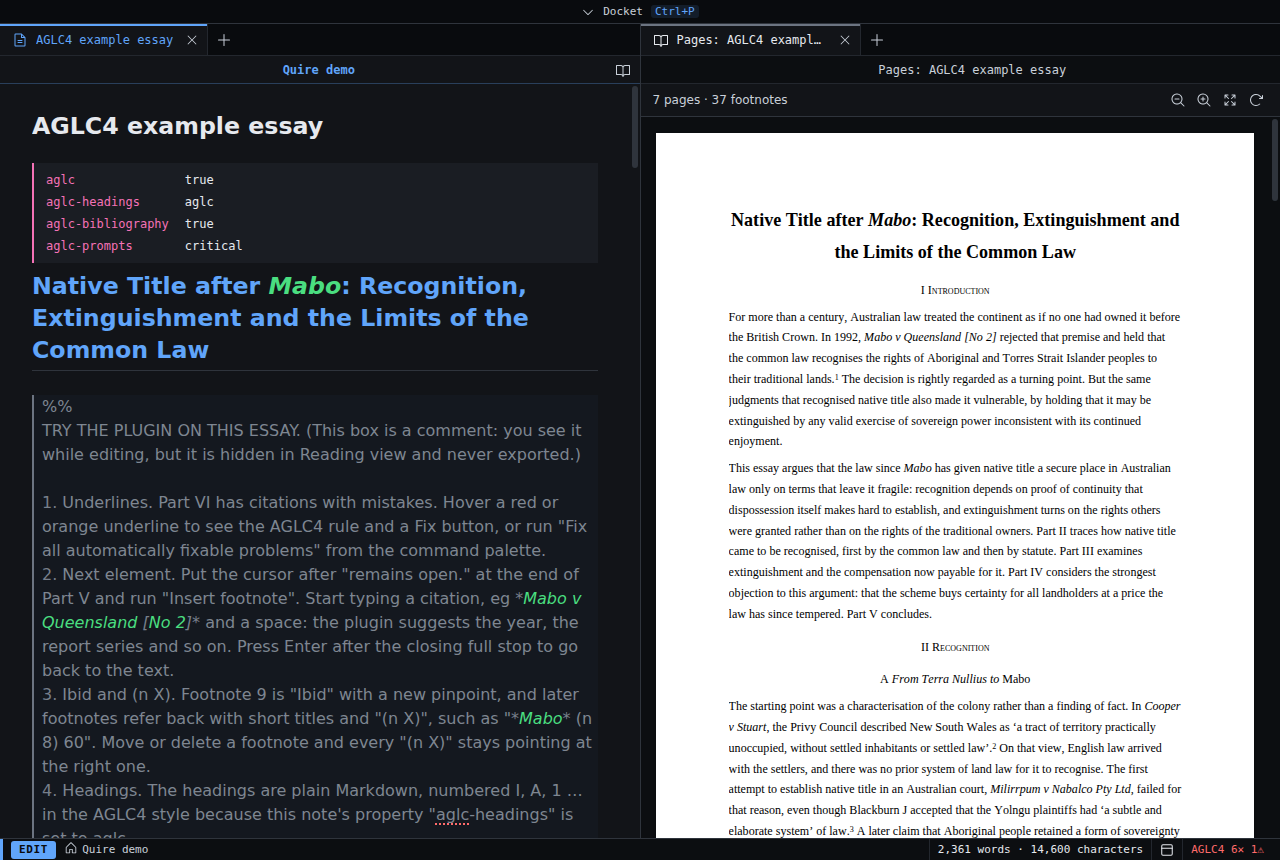 Docket Ctrl+P
AGLC4 example essay
Pages: AGLC4 exampl…
Quire demo
Pages: AGLC4 example essay
7 pages · 37 footnotes
AGLC4 example essay
aglc true
aglc-headings aglc
aglc-bibliography true
aglc-prompts critical
Native Title after Mabo: Recognition,
Extinguishment and the Limits of the
Common Law
%%
TRY THE PLUGIN ON THIS ESSAY. (This box is a comment: you see it
while editing, but it is hidden in Reading view and never exported.)
1. Underlines. Part VI has citations with mistakes. Hover a red or
orange underline to see the AGLC4 rule and a Fix button, or run "Fix
all automatically fixable problems" from the command palette.
2. Next element. Put the cursor after "remains open." at the end of
Part V and run "Insert footnote". Start typing a citation, eg *Mabo v
Queensland [No 2]* and a space: the plugin suggests the year, the
report series and so on. Press Enter after the closing full stop to go
back to the text.
3. Ibid and (n X). Footnote 9 is "Ibid" with a new pinpoint, and later
footnotes refer back with short titles and "(n X)", such as "*Mabo* (n
8) 60". Move or delete a footnote and every "(n X)" stays pointing at
the right one.
4. Headings. The headings are plain Markdown, numbered I, A, 1 …
in the AGLC4 style because this note's property "aglc-headings" is
set to aglc.
Native Title after Mabo: Recognition, Extinguishment and
the Limits of the Common Law
I Introduction
For more than a century, Australian law treated the continent as if no one had owned it before
the British Crown. In 1992, Mabo v Queensland [No 2] rejected that premise and held that
the common law recognises the rights of Aboriginal and Torres Strait Islander peoples to
their traditional lands.1 The decision is rightly regarded as a turning point. But the same
judgments that recognised native title also made it vulnerable, by holding that it may be
extinguished by any valid exercise of sovereign power inconsistent with its continued
enjoyment.
This essay argues that the law since Mabo has given native title a secure place in Australian
law only on terms that leave it fragile: recognition depends on proof of continuity that
dispossession itself makes hard to establish, and extinguishment turns on the rights others
were granted rather than on the rights of the traditional owners. Part II traces how native title
came to be recognised, first by the common law and then by statute. Part III examines
extinguishment and the compensation now payable for it. Part IV considers the strongest
objection to this argument: that the scheme buys certainty for all landholders at a price the
law has since tempered. Part V concludes.
II Recognition
A From Terra Nullius to Mabo
The starting point was a characterisation of the colony rather than a finding of fact. In Cooper
v Stuart, the Privy Council described New South Wales as ‘a tract of territory practically
unoccupied, without settled inhabitants or settled law’.2 On that view, English law arrived
with the settlers, and there was no prior system of land law for it to recognise. The first
attempt to establish native title in an Australian court, Milirrpum v Nabalco Pty Ltd, failed for
that reason, even though Blackburn J accepted that the Yolngu plaintiffs had ‘a subtle and
elaborate system’ of law.3 A later claim that Aboriginal people retained a form of sovereignty
EDIT Quire demo
2,361 words · 14,600 characters
AGLC4 6× 1⚠